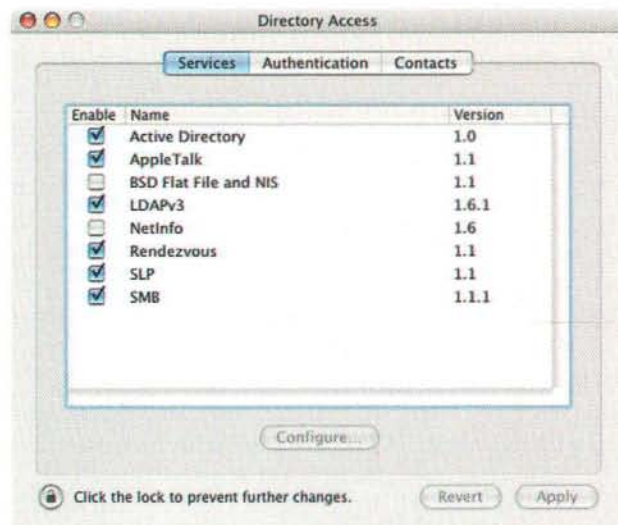 Directory Access
Services Authentication Contacts
Enable Name Version
Active Directory 1.0
AppleTalk 1.1
BSD Flat File and NIS 1.1
LDAPv3 1.6.1
NetInfo 1.6
Rendezvous 1.1
SLP 1.1
SMB 1.1.1
Configure...
Click the lock to prevent further changes. Revert Apply